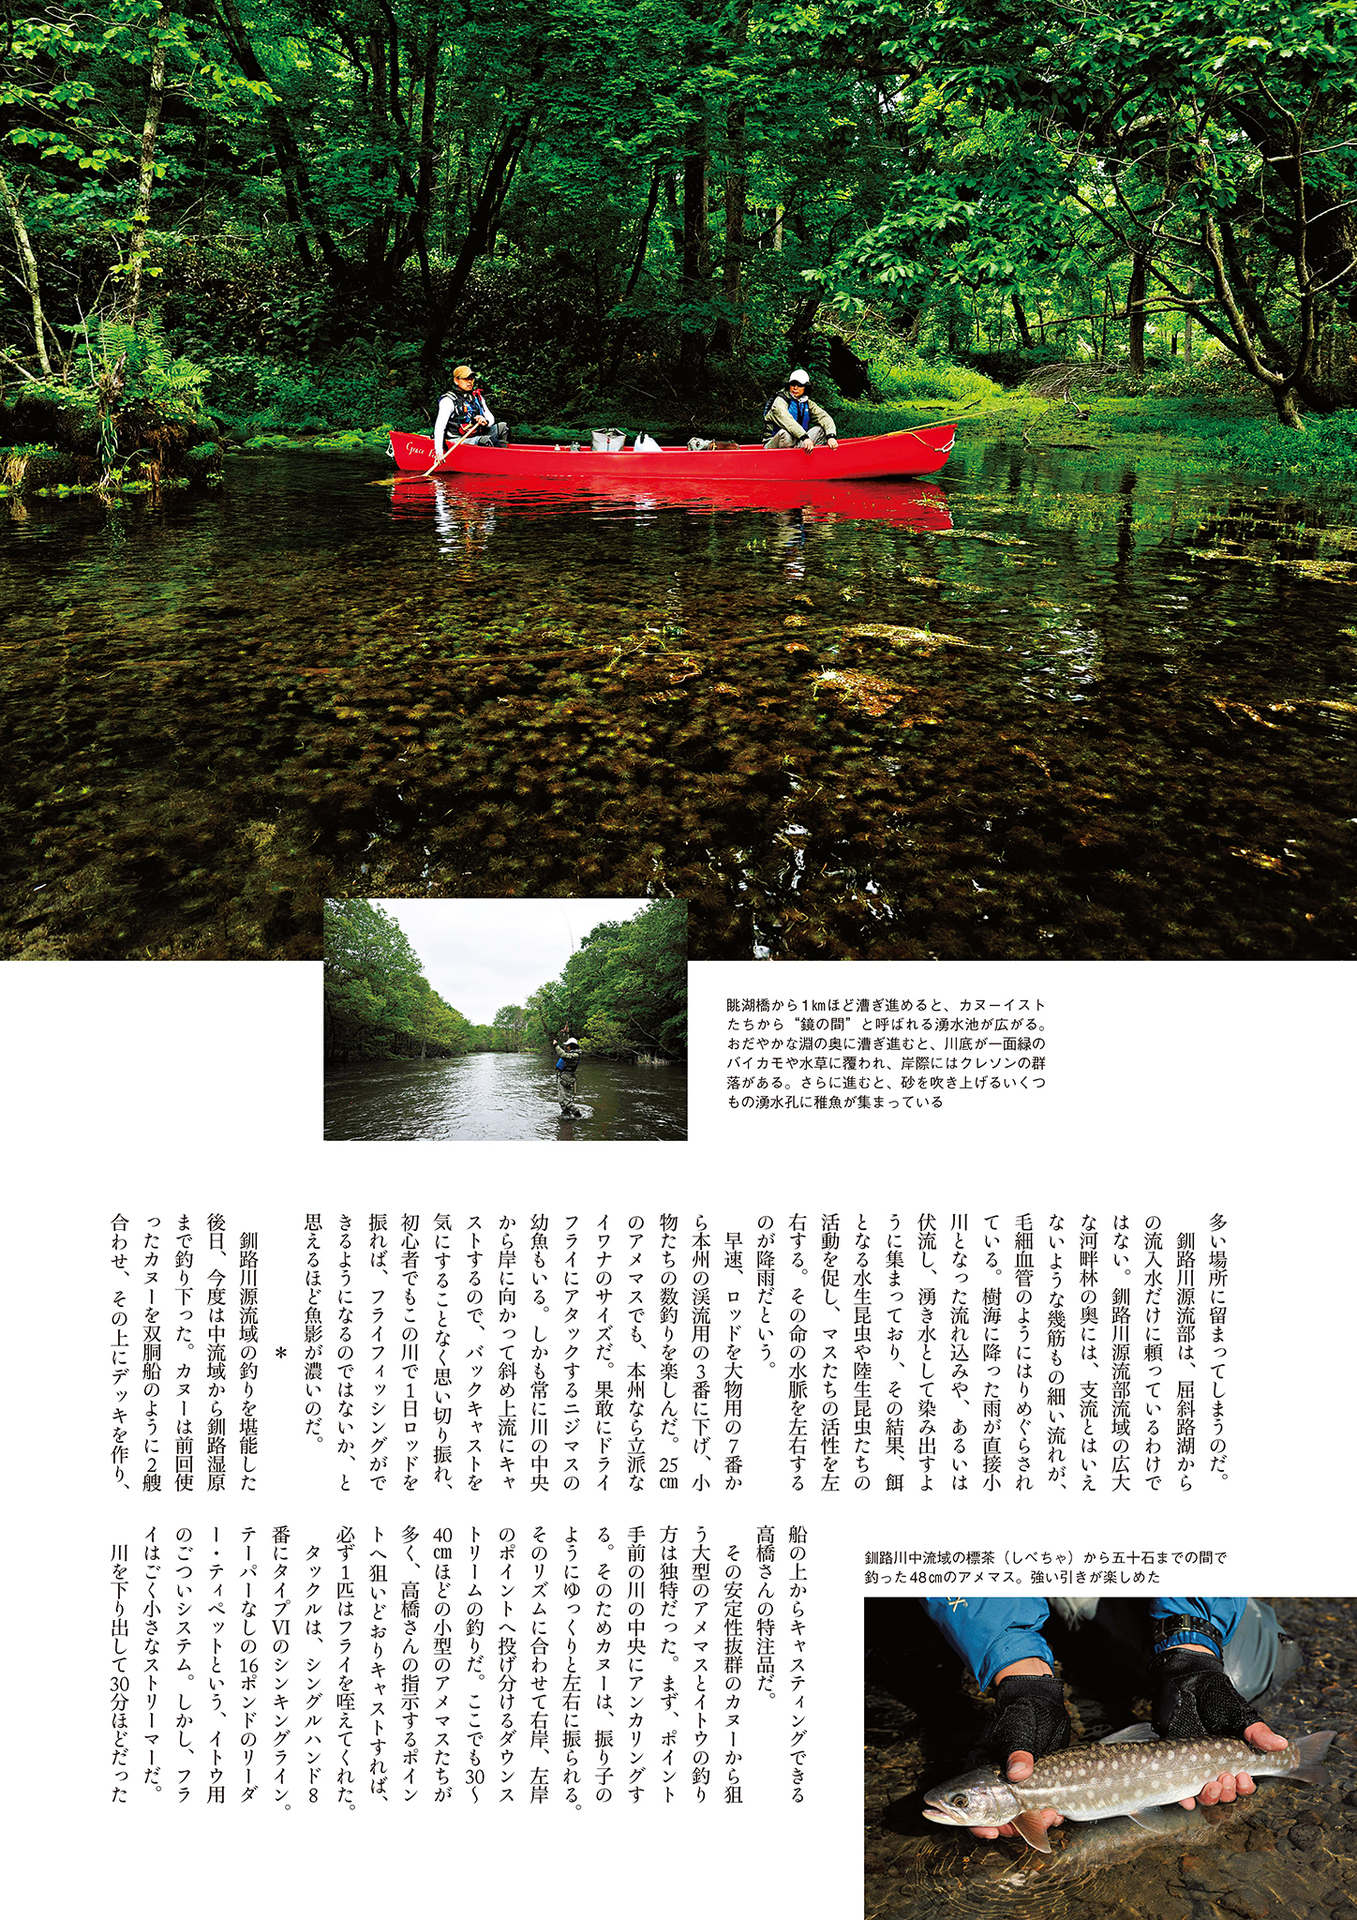 眺湖橋から1㎞ほど漕ぎ進めると、カヌーイスト
たちから“鏡の間”と呼ばれる湧水池が広がる。
おだやかな淵の奥に漕ぎ進むと、川底が一面緑の
バイカモや水草に覆われ、岸際にはクレソンの群
落がある。さらに進むと、砂を吹き上げるいくつ
もの湧水孔に稚魚が集まっている
多い場所に留まってしまうのだ。
釧路川源流部は、屈斜路湖から
の流入水だけに頼っているわけで
はない。釧路川源流部流域の広大
な河畔林の奥には、支流とはいえ
ないような幾筋もの細い流れが、
毛細血管のようにはりめぐらされ
ている。樹海に降った雨が直接小
川となった流れ込みや、あるいは
伏流し、湧き水として染み出すよ
うに集まっており、その結果、餌
となる水生昆虫や陸生昆虫たちの
活動を促し、マスたちの活性を左
右する。その命の水脈を左右する
のが降雨だという。
早速、ロッドを大物用の7番か
ら本州の渓流用の3番に下げ、小
物たちの数釣りを楽しんだ。25㎝
のアメマスでも、本州なら立派な
イワナのサイズだ。果敢にドライ
フライにアタックするニジマスの
幼魚もいる。しかも常に川の中央
から岸に向かって斜め上流にキャ
ストするので、バックキャストを
気にすることなく思い切り振れ、
初心者でもこの川で1日ロッドを
振れば、フライフィッシングがで
きるようになるのではないか、と
思えるほど魚影が濃いのだ。
＊
釧路川源流域の釣りを堪能した
後日、今度は中流域から釧路湿原
まで釣り下った。カヌーは前回使
ったカヌーを双胴船のように2艘
合わせ、その上にデッキを作り、
船の上からキャスティングできる
高橋さんの特注品だ。
その安定性抜群のカヌーから狙
う大型のアメマスとイトウの釣り
方は独特だった。まず、ポイント
手前の川の中央にアンカリングす
る。そのためカヌーは、振り子の
ようにゆっくりと左右に振られる。
そのリズムに合わせて右岸、左岸
のポイントへ投げ分けるダウンス
トリームの釣りだ。ここでも30～
40㎝ほどの小型のアメマスたちが
多く、高橋さんの指示するポイン
トへ狙いどおりキャストすれば、
必ず1匹はフライを咥えてくれた。
タックルは、シングルハンド8
番にタイプⅥのシンキングライン。
テーパーなしの16ポンドのリーダ
ー・ティペットという、イトウ用
のごついシステム。しかし、フラ
イはごく小さなストリーマーだ。
川を下り出して30分ほどだった
釧路川中流域の標茶（しべちゃ）から五十石までの間で
釣った48㎝のアメマス。強い引きが楽しめた